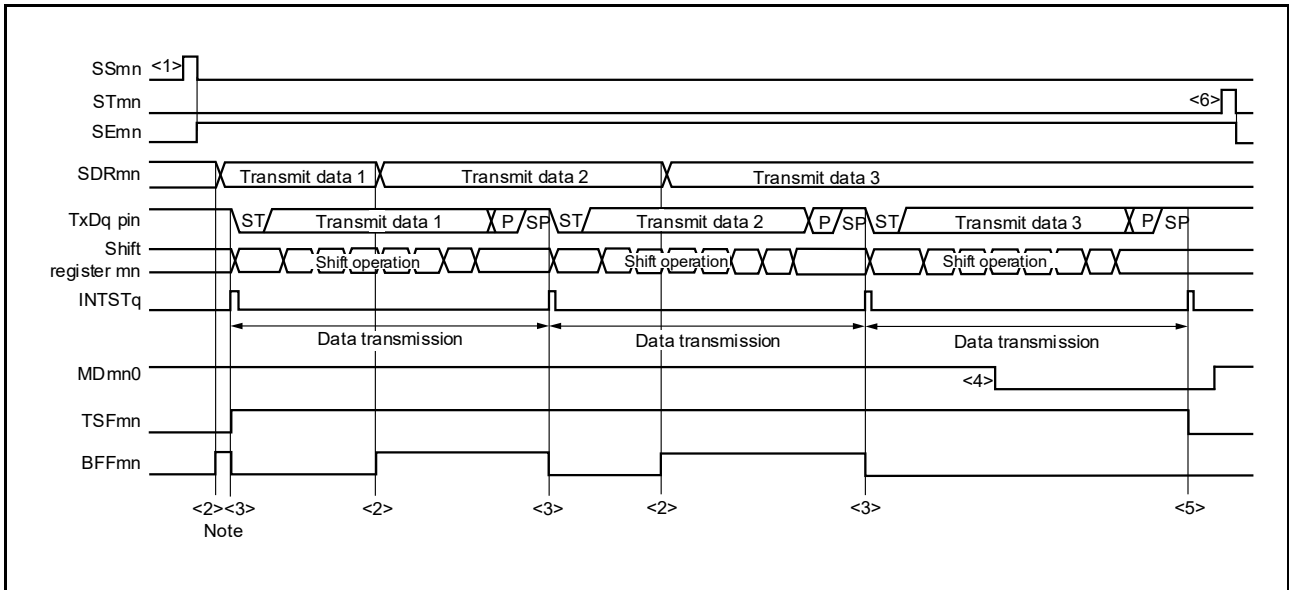 SSmn <1>
STmn <6>
SEmn
SDRmn Transmit data 1 Transmit data 2 Transmit data 3
TxDq pin ST Transmit data 1 P SP ST Transmit data 2 P SP ST Transmit data 3 P SP
Shift
register mn Shift operation Shift operation Shift operation
INTSTq
Data transmission Data transmission Data transmission
MDmn0 <4>
TSFmn
BFFmn
<2> <3> <2> <3> <2> <3> <5>
Note